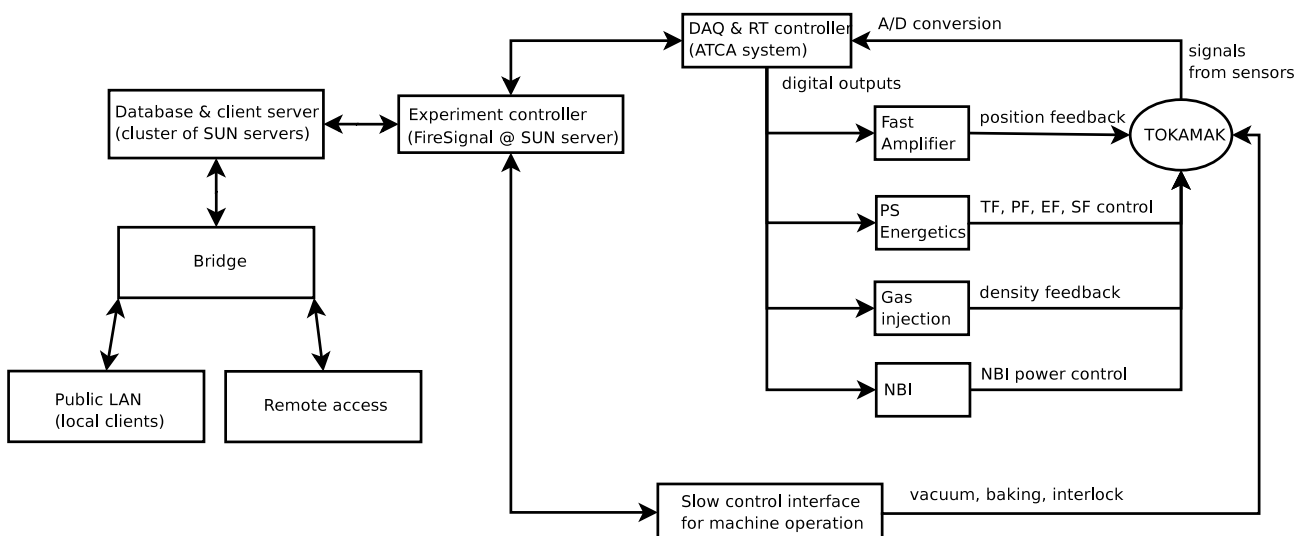 DAQ & RT controller
(ATCA system)
A/D conversion
signals
from sensors
digital outputs
Database & client server
(cluster of SUN servers)
Experiment controller
(FireSignal @ SUN server)
Fast
Amplifier
position feedback
TOKAMAK
PS
Energetics
TF, PF, EF, SF control
Bridge
Gas
injection
density feedback
NBI
NBI power control
Public LAN
(local clients)
Remote access
Slow control interface
for machine operation
vacuum, baking, interlock